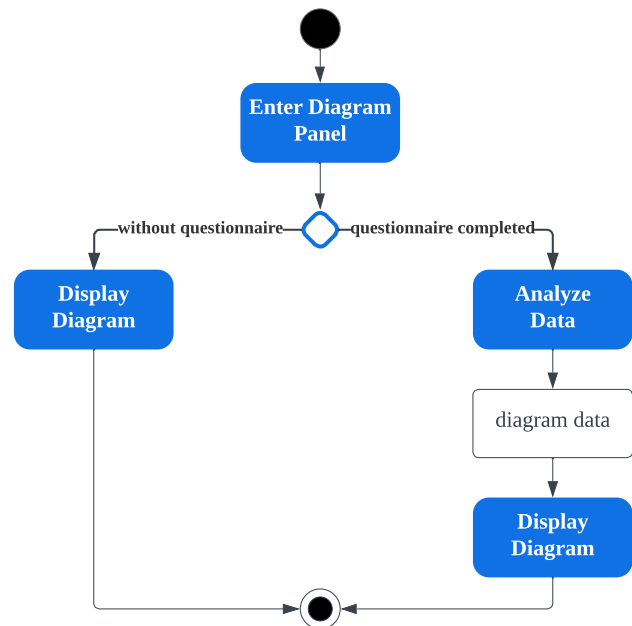 Enter Diagram
Panel
without questionnaire
questionnaire completed
Display
Diagram
Analyze
Data
diagram data
Display
Diagram